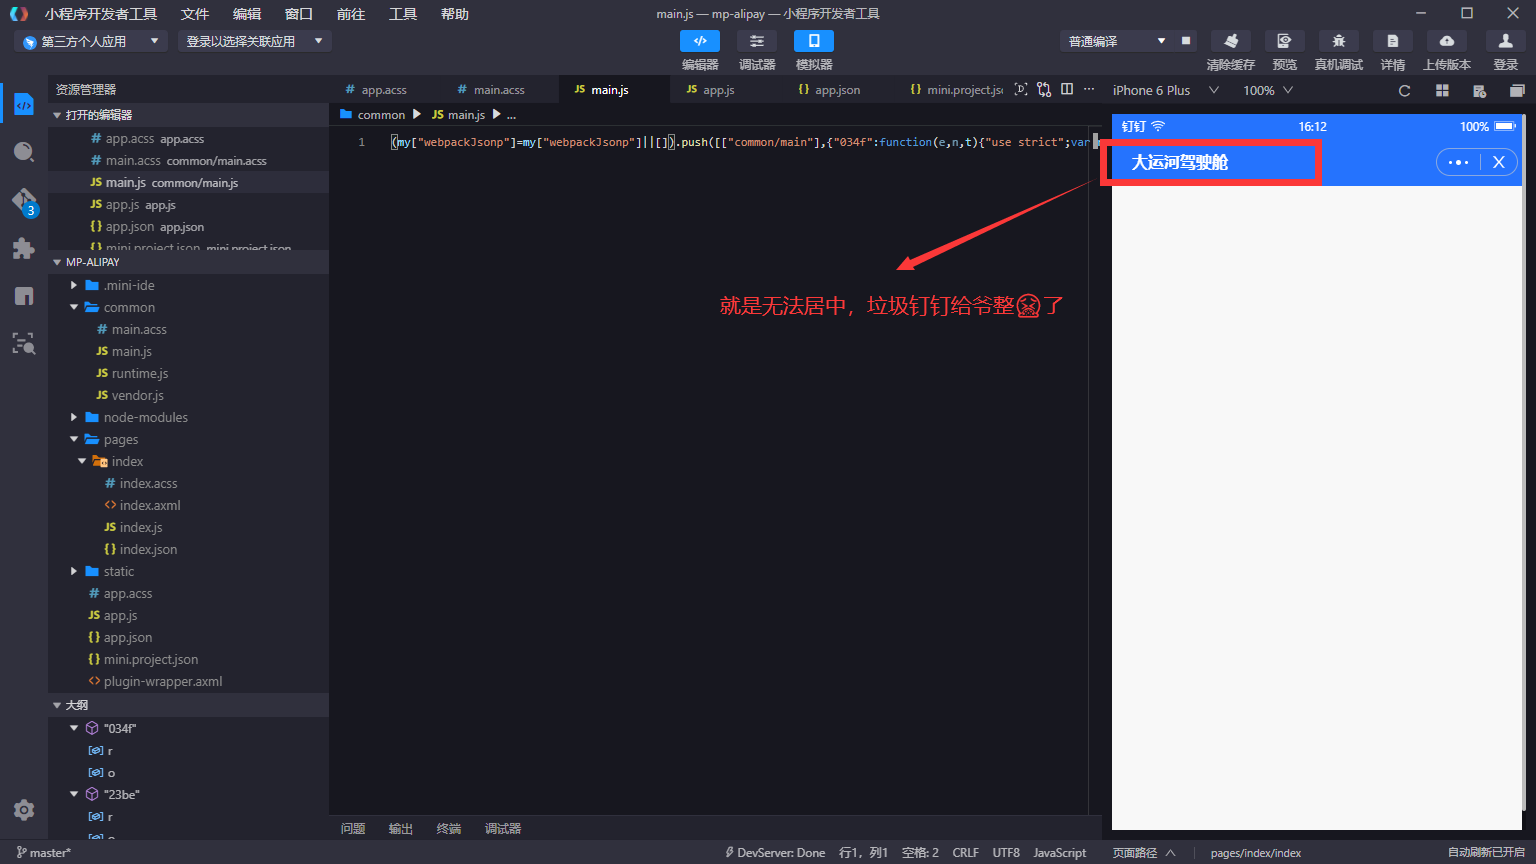 小程序开发者工具 文件 编辑 窗口 前往 工具 帮助 main.js — mp-alipay — 小程序开发者工具
第三方个人应用 登录以选择关联应用 普通编译
编辑器 调试器 模拟器 清除缓存 预览 真机调试 详情 上传版本 登录
资源管理器
# app.acss # main.acss JS main.js JS app.js {} app.json {} mini.project.jsc
iPhone 6 Plus 100%
打开的编辑器
# app.acss app.acss
# main.acss common/main.acss
JS main.js common/main.js
JS app.js app.js
{} app.json app.json
{} mini.project.json mini.project.json
common JS main.js ...
1 (my["webpackJsonp"]=my["webpackJsonp"]||[]).push([["common/main"],{"034f":function(e,n,t){"use strict";var
钉钉 16:12 100%
大运河驾驶舱 X
就是无法居中，垃圾钉钉给爷整😫了
MP-ALIPAY
.mini-ide
common
# main.acss
JS main.js
JS runtime.js
JS vendor.js
node-modules
pages
index
# index.acss
<> index.axml
JS index.js
{} index.json
static
# app.acss
JS app.js
{} app.json
{} mini.project.json
<> plugin-wrapper.axml
3
大纲
"034f"
r
o
"23be"
r
问题 输出 终端 调试器
master* DevServer: Done 行1，列1 空格: 2 CRLF UTF8 JavaScript 页面路径 pages/index/index 自动刷新已开启